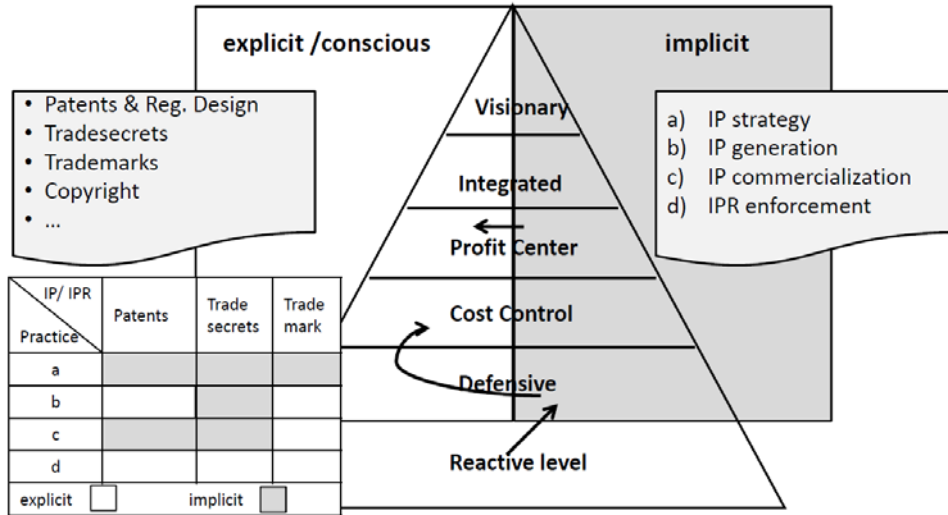 explicit /conscious
implicit
• Patents & Reg. Design
• Tradesecrets
• Trademarks
• Copyright
• ...
Visionary
Integrated
Profit Center
Cost Control
Defensive
Reactive level
a) IP strategy
b) IP generation
c) IP commercialization
d) IPR enforcement
IP/ IPR
Practice
Patents
Trade
secrets
Trade
mark
a
b
c
d
explicit
implicit